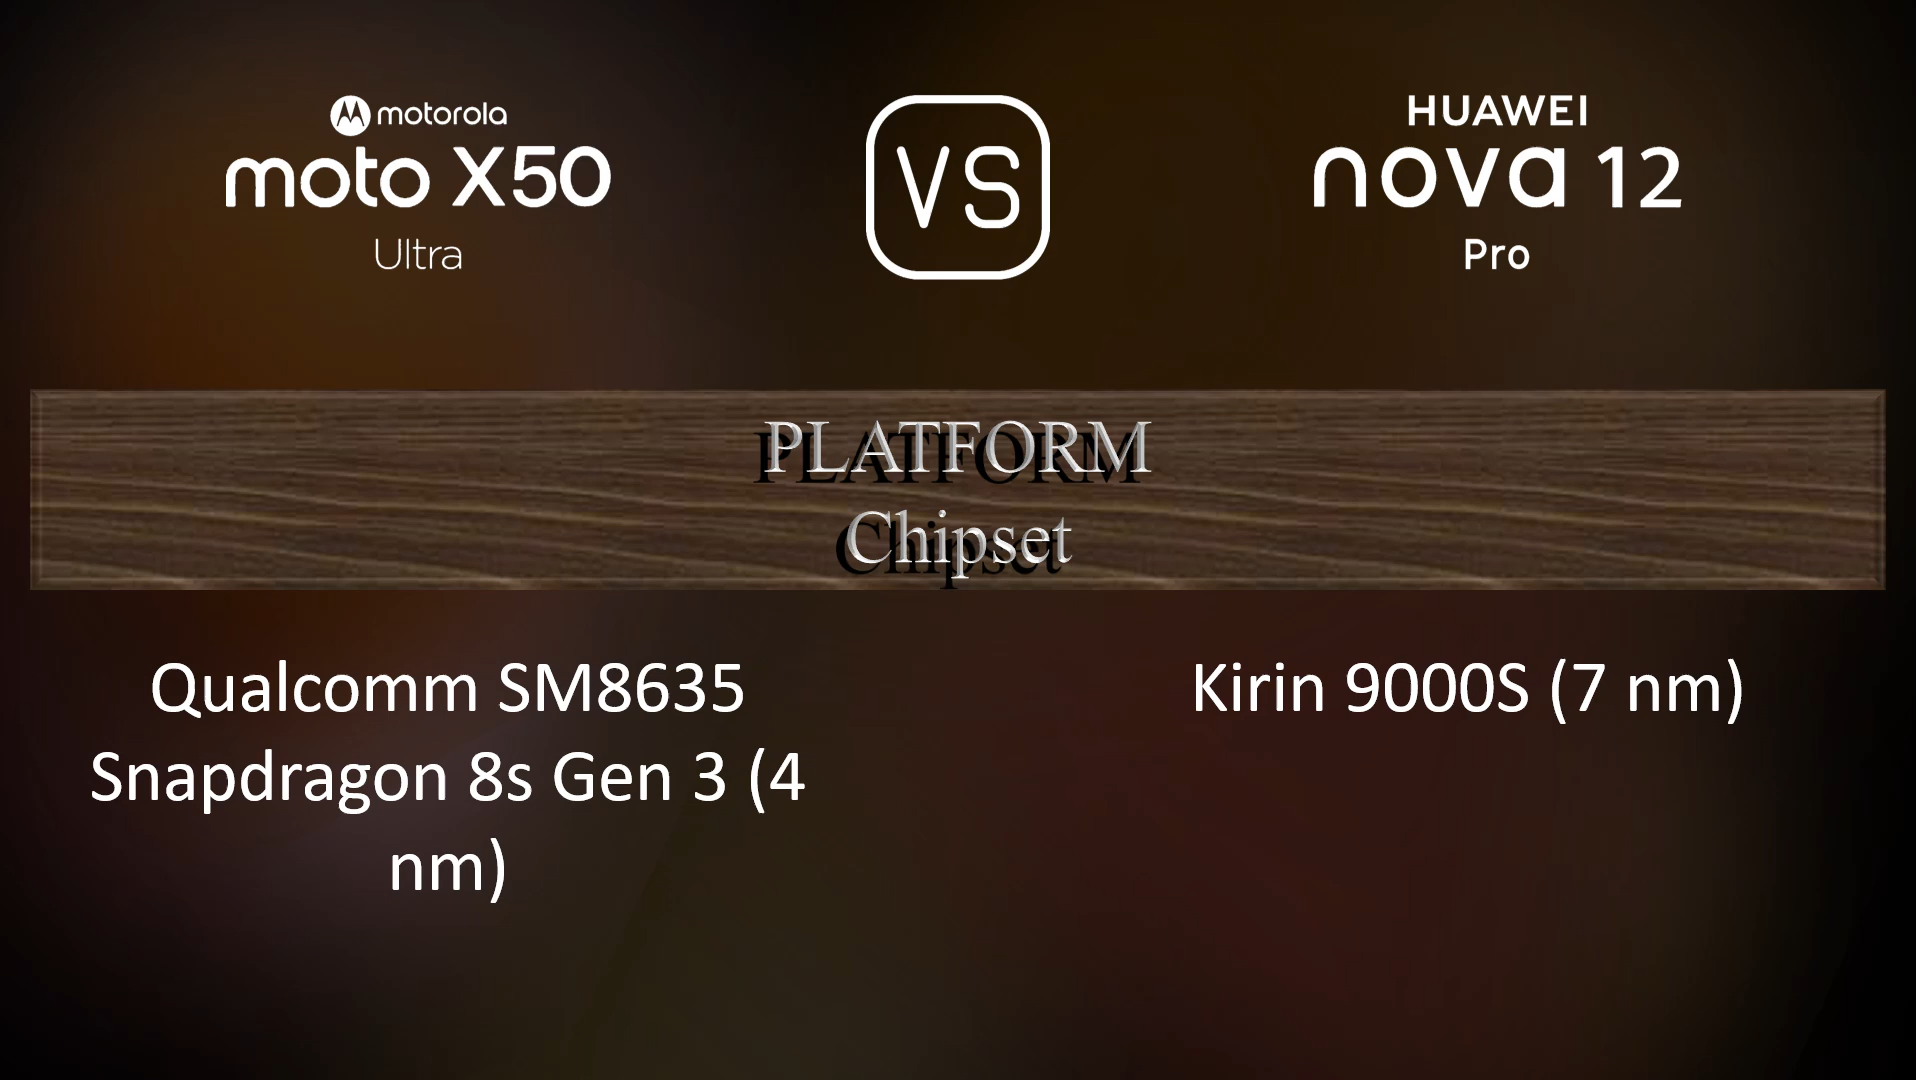 motorola
moto X50
Ultra
VS
HUAWEI
nova 12
Pro
PLATFORM
Chipset
Qualcomm SM8635
Snapdragon 8s Gen 3 (4
nm)
Kirin 9000S (7 nm)